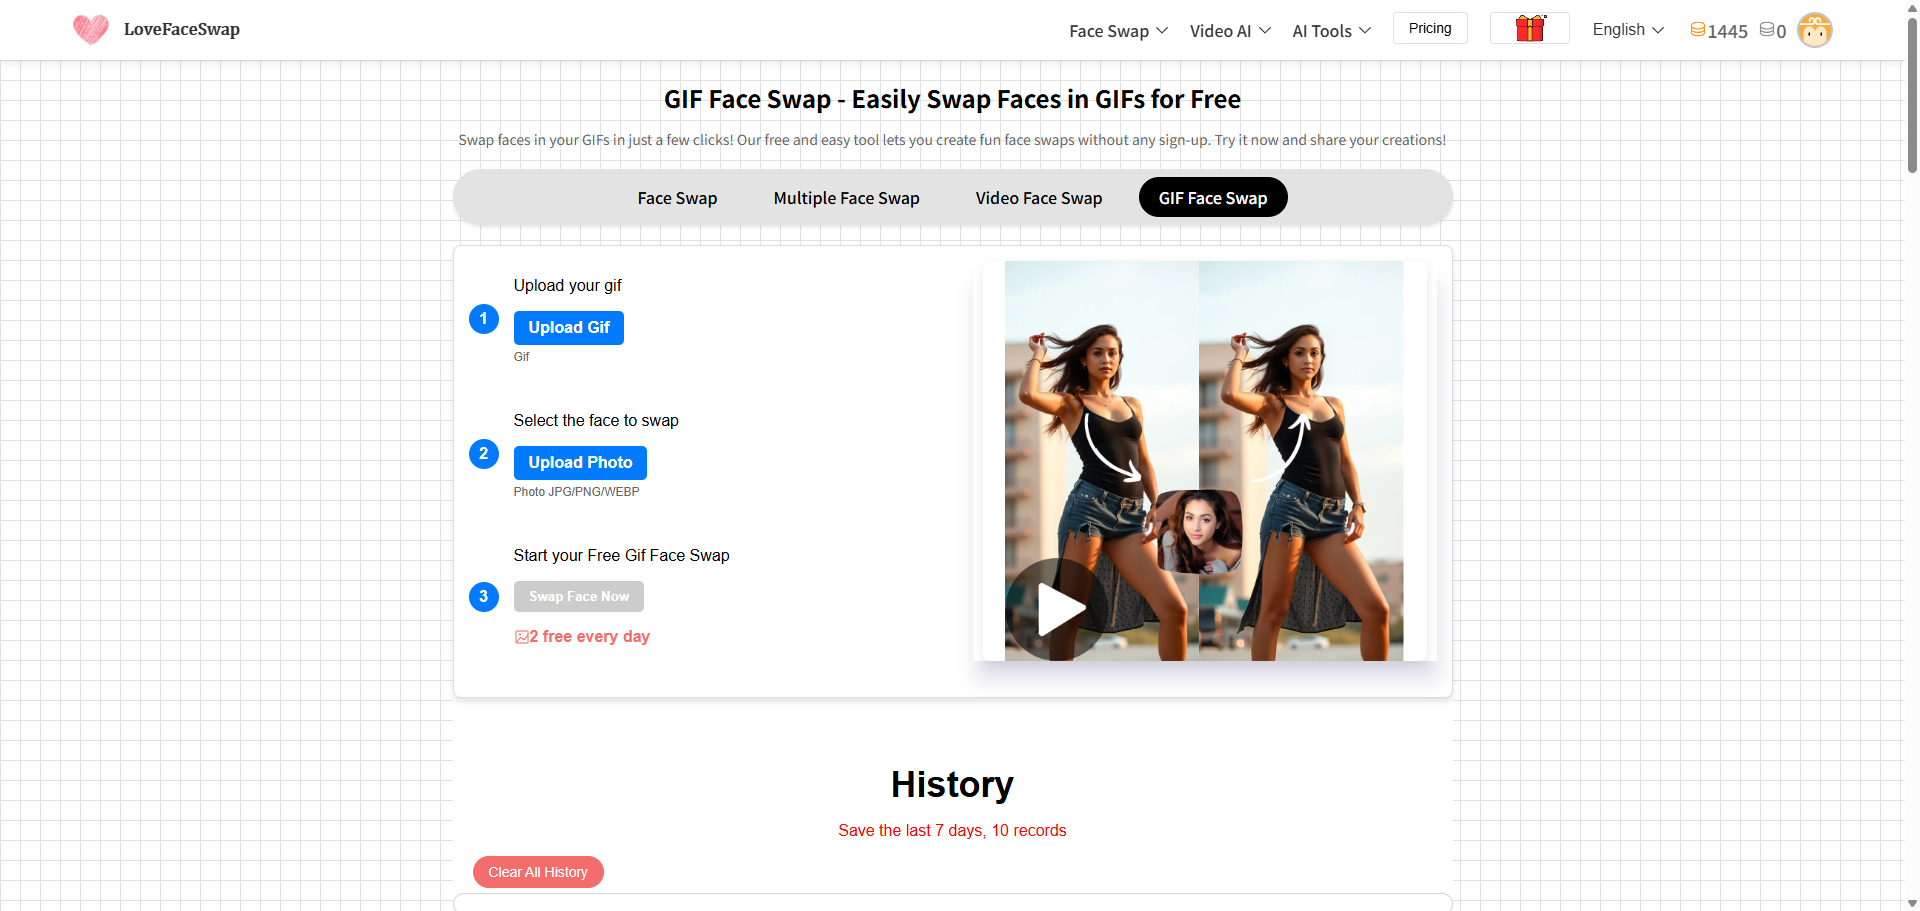 LoveFaceSwap
Face Swap
Video AI
AI Tools
Pricing
English
1445
0
GIF Face Swap - Easily Swap Faces in GIFs for Free
Swap faces in your GIFs in just a few clicks! Our free and easy tool lets you create fun face swaps without any sign-up. Try it now and share your creations!
Face Swap
Multiple Face Swap
Video Face Swap
GIF Face Swap
Upload your gif
1
Upload Gif
Gif
Select the face to swap
2
Upload Photo
Photo JPG/PNG/WEBP
Start your Free Gif Face Swap
3
Swap Face Now
2 free every day
History
Save the last 7 days, 10 records
Clear All History